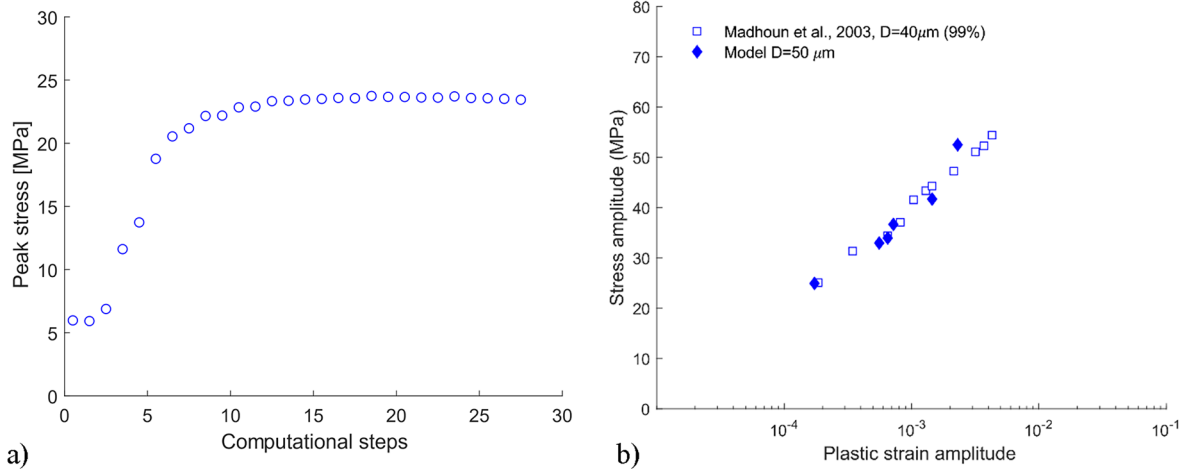 30
25
20
15
10
5
0
Peak stress [MPa]
0 5 10 15 20 25 30
Computational steps
a)
80
70
60
50
40
30
20
10
0
Stress amplitude (MPa)
Madhoun et al., 2003, D=40μm (99%)
Model D=50 μm
10-4 10-3 10-2 10-1
Plastic strain amplitude
b)